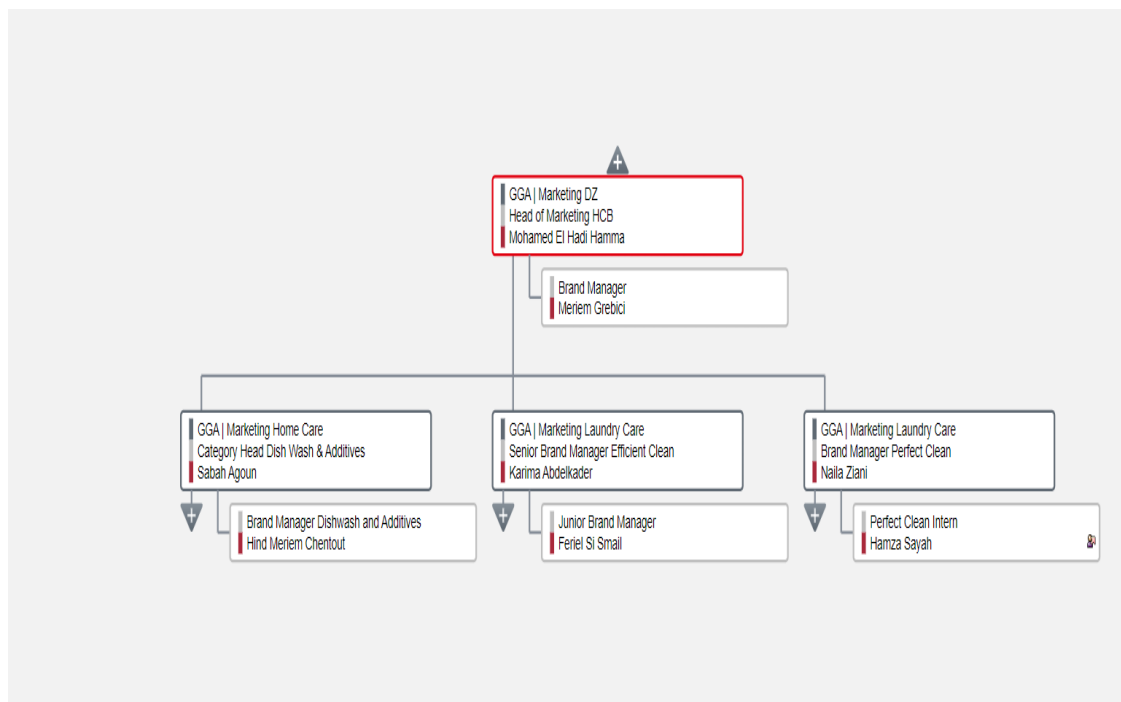 GGA | Marketing DZ
Head of Marketing HCB
Mohamed El Hadi Hamma
Brand Manager
Meriem Grebici
GGA | Marketing Home Care
Category Head Dish Wash & Additives
Sabah Agoun
Brand Manager Dishwash and Additives
Hind Meriem Chentout
GGA | Marketing Laundry Care
Senior Brand Manager Efficient Clean
Karima Abdelkader
Junior Brand Manager
Feriel Si Smail
GGA | Marketing Laundry Care
Brand Manager Perfect Clean
Naila Ziani
Perfect Clean Intern
Hamza Sayah